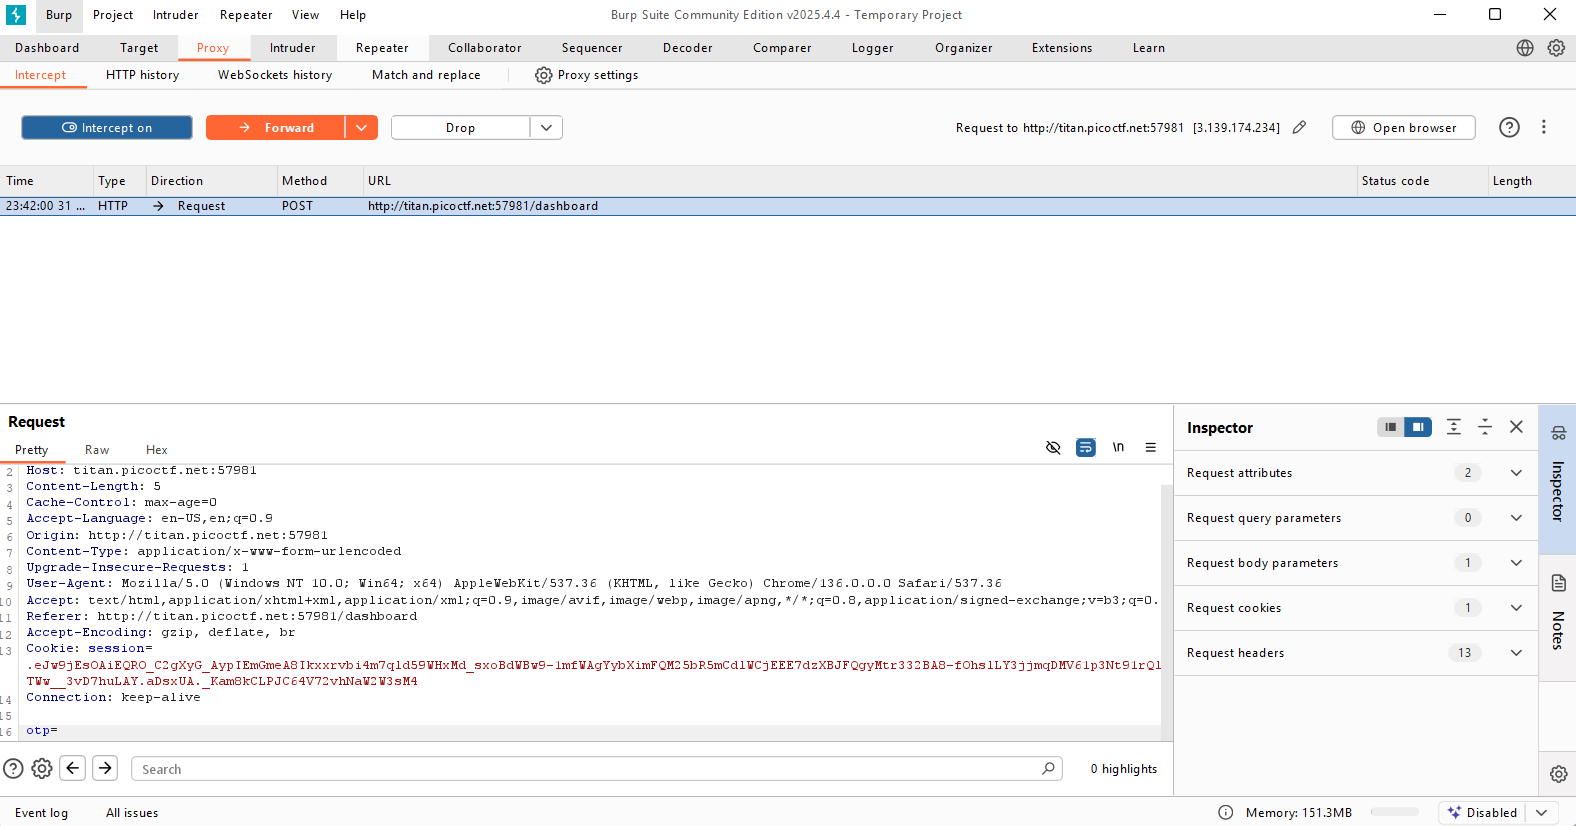 Burp Project Intruder Repeater View Help Burp Suite Community Edition v2025.4.4 - Temporary Project
Dashboard Target Proxy Intruder Repeater Collaborator Sequencer Decoder Comparer Logger Organizer Extensions Learn
Intercept HTTP history WebSockets history Match and replace Proxy settings
Intercept on Forward Drop Request to http://titan.picoctf.net:57981 [3.139.174.234] Open browser
Time Type Direction Method URL Status code Length
23:42:00 31 ... HTTP Request POST http://titan.picoctf.net:57981/dashboard
Request
Pretty Raw Hex \n
2 Host: titan.picoctf.net:57981
3 Content-Length: 5
4 Cache-Control: max-age=0
5 Accept-Language: en-US,en;q=0.9
6 Origin: http://titan.picoctf.net:57981
7 Content-Type: application/x-www-form-urlencoded
8 Upgrade-Insecure-Requests: 1
9 User-Agent: Mozilla/5.0 (Windows NT 10.0; Win64; x64) AppleWebKit/537.36 (KHTML, like Gecko) Chrome/136.0.0.0 Safari/537.36
10 Accept: text/html,application/xhtml+xml,application/xml;q=0.9,image/avif,image/webp,image/apng,*/*;q=0.8,application/signed-exchange;v=b3;q=0.
11 Referer: http://titan.picoctf.net:57981/dashboard
12 Accept-Encoding: gzip, deflate, br
13 Cookie: session=
.eJw9jEsOAiEQRO_C2gXyG_AypIEmGmeA8Ikxxrvbi4m7qld59WHxMd_sxoBdWBw9-1mfWAgYybXimFQM25bR5mCdlWCjEEE7dzXBJFQgyMtr332BA8-fOhslLY3jjmqDMV61p3Nt91rQl
TWw__3vD7huLAY.aDsxUA._Kam8kCLPJC64V72vhNaW2W3sM4
14 Connection: keep-alive
15
16 otp=
Search 0 highlights
Inspector
Request attributes 2
Request query parameters 0
Request body parameters 1
Request cookies 1
Request headers 13
Inspector
Notes
Event log All issues Memory: 151.3MB Disabled